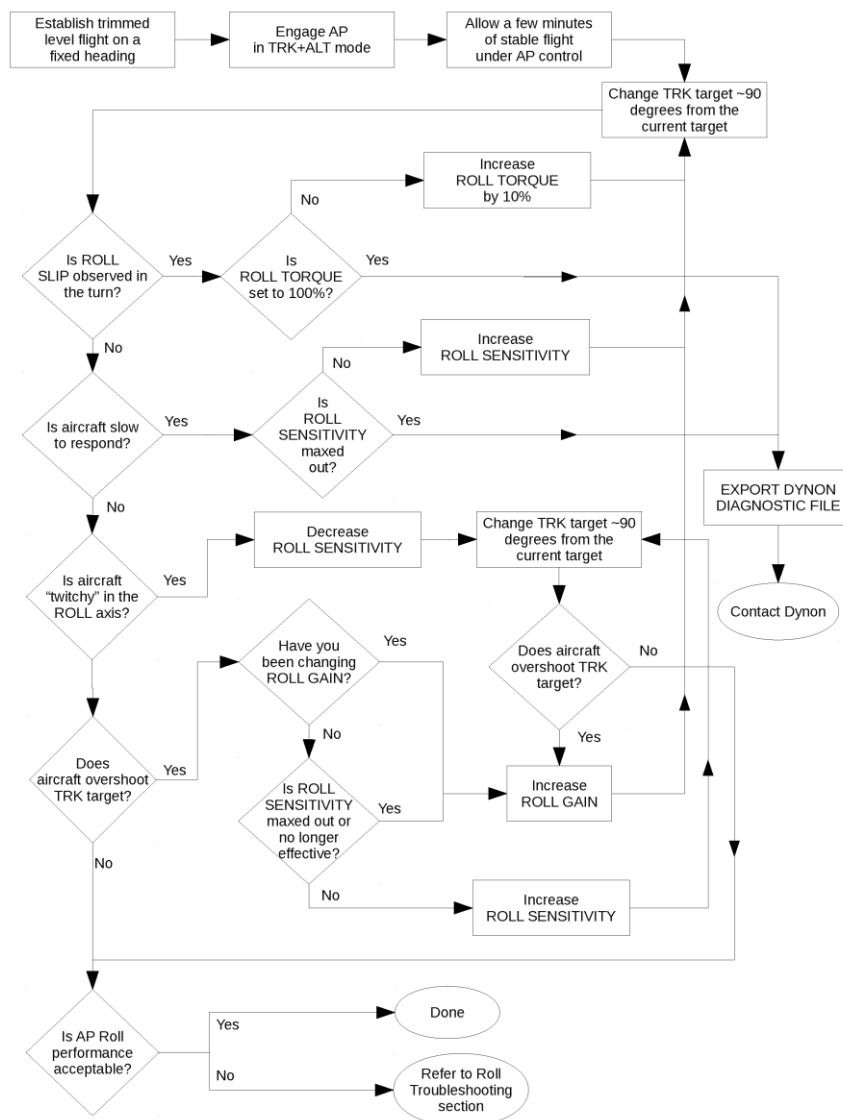 Establish trimmed
level flight on a
fixed heading
Engage AP
in TRK+ALT mode
Allow a few minutes
of stable flight
under AP control
Change TRK target ~90
degrees from the
current target
Increase
ROLL TORQUE
by 10%
No
Is ROLL
SLIP observed in
the turn?
Yes
Is
ROLL TORQUE
set to 100%?
Yes
No
Increase
ROLL SENSITIVITY
No
Is aircraft slow
to respond?
Yes
Is
ROLL
SENSITIVITY
maxed
out?
Yes
EXPORT DYNON
DIAGNOSTIC FILE
No
Decrease
ROLL SENSITIVITY
Change TRK target ~90
degrees from the
current target
Is aircraft
“twitchy” in the
ROLL axis?
Yes
Contact Dynon
Have you
been changing
ROLL GAIN?
Yes
Does aircraft
overshoot TRK
target?
No
No
Yes
Does
aircraft overshoot
TRK target?
Yes
Is ROLL
SENSITIVITY
maxed out or
no longer
effective?
Yes
Increase
ROLL GAIN
No
No
Increase
ROLL SENSITIVITY
Is AP Roll
performance
acceptable?
Yes
Done
No
Refer to Roll
Troubleshooting
section